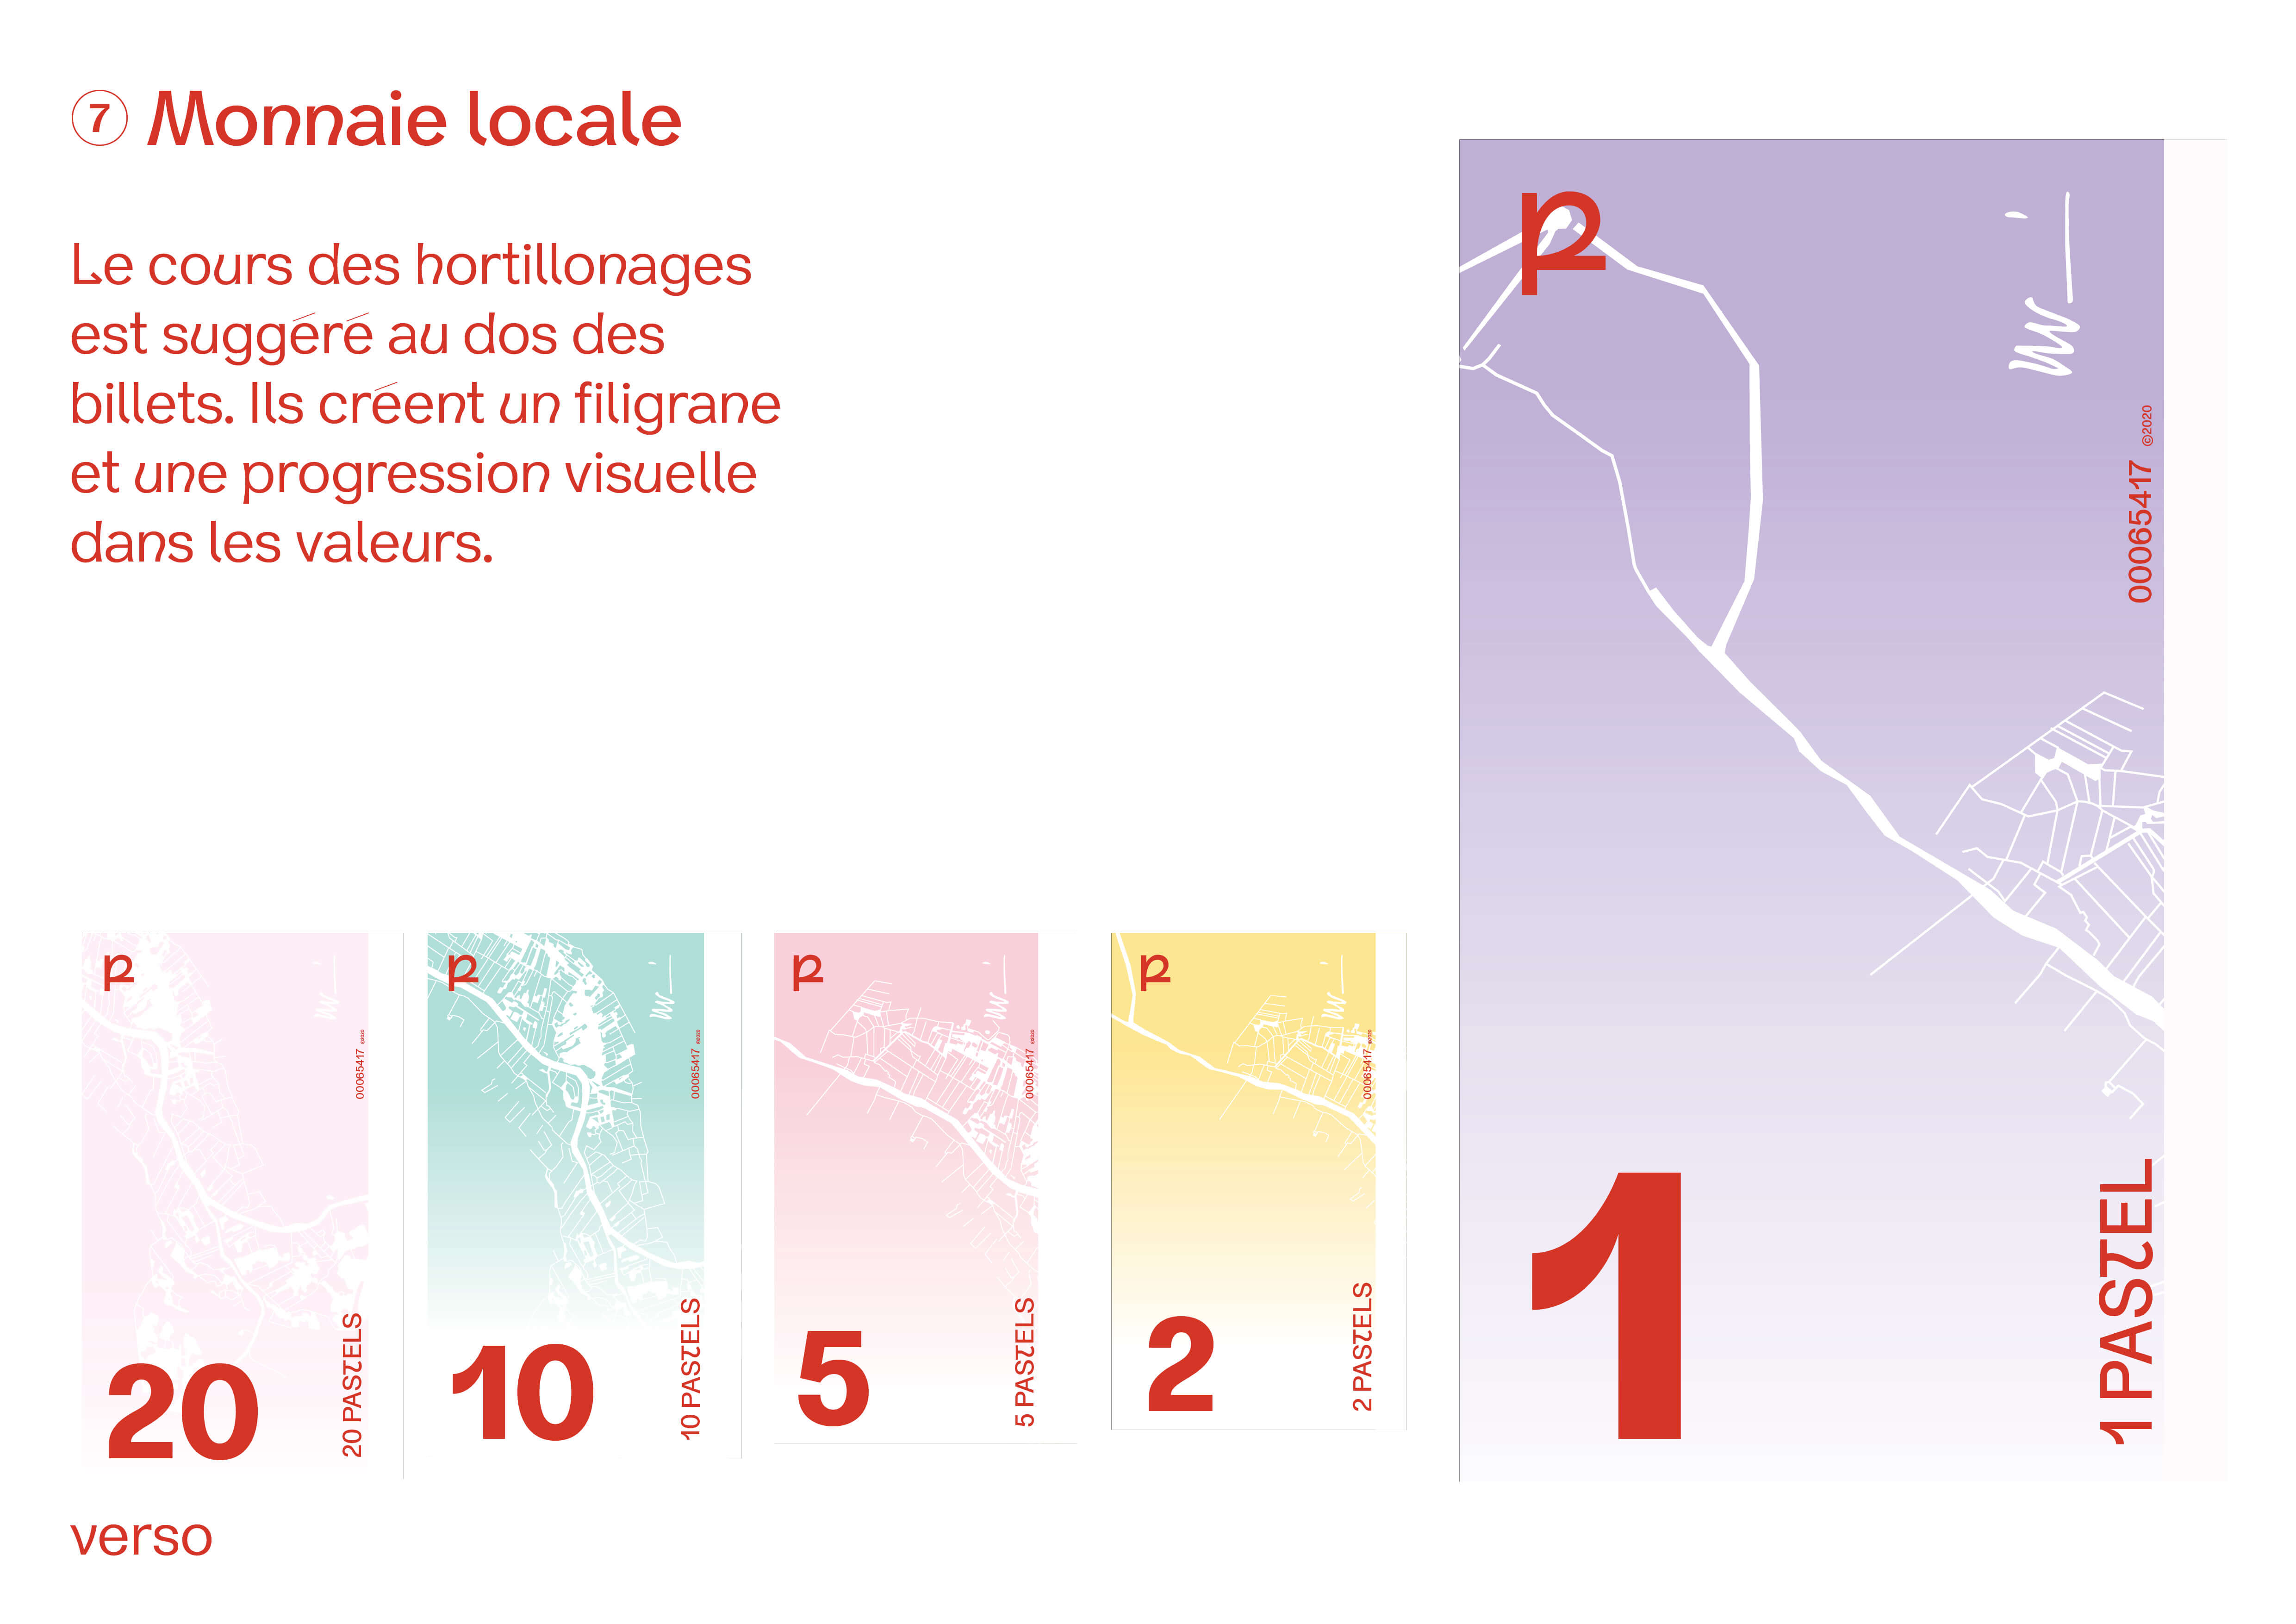 7 Monnaie locale
Le cours des hortillonages
est suggéré au dos des
billets. Ils créent un filigrane
et une progression visuelle
dans les valeurs.
20
20 PASTELS
00065417 ©2020
10
10 PASTELS
00065417 ©2020
5
5 PASTELS
00065417 ©2020
2
2 PASTELS
00065417 ©2020
1
1 PASTEL
00065417 ©2020
verso